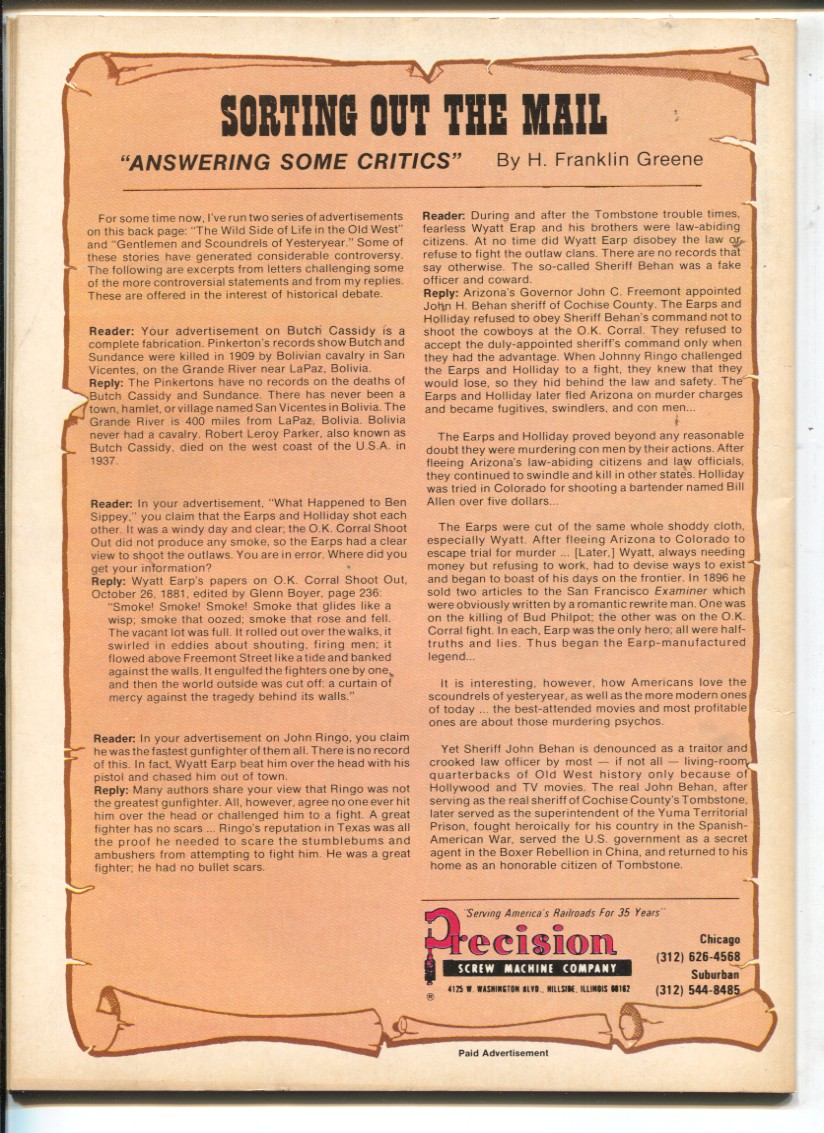 SORTING OUT THE MAIL
"ANSWERING SOME CRITICS" By H. Franklin Greene
For some time now, I've run two series of advertisements
on this back page: "The Wild Side of Life in the Old West"
and "Gentlemen and Scoundrels of Yesteryear." Some of
these stories have generated considerable controversy.
The following are excerpts from letters challenging some
of the more controversial statements and from my replies.
These are offered in the interest of historical debate.
Reader: Your advertisement on Butch Cassidy is a
complete fabrication. Pinkerton's records show Butch and
Sundance were killed in 1909 by Bolivian cavalry in San
Vicentes, on the Grande River near LaPaz, Bolivia.
Reply: The Pinkertons have no records on the deaths of
Butch Cassidy and Sundance. There has never been a
town, hamlet, or village named San Vicentes in Bolivia. The
Grande River is 400 miles from LaPaz, Bolivia. Bolivia
never had a cavalry. Robert Leroy Parker, also known as
Butch Cassidy, died on the west coast of the U.S.A. in
1937.
Reader: In your advertisement, "What Happened to Ben
Sippey," you claim that the Earps and Holliday shot each
other. It was a windy day and clear; the O.K. Corral Shoot
Out did not produce any smoke, so the Earps had a clear
view to shoot the outlaws. You are in error. Where did you
get your information?
Reply: Wyatt Earp's papers on O.K. Corral Shoot Out,
October 26, 1881, edited by Glenn Boyer, page 236:
"Smoke! Smoke! Smoke! Smoke that glides like a
wisp; smoke that oozed; smoke that rose and fell.
The vacant lot was full. It rolled out over the walks, it
swirled in eddies about shouting, firing men; it
flowed above Freemont Street like a tide and banked
against the walls. It engulfed the fighters one by one,
and then the world outside was cut off; a curtain of
mercy against the tragedy behind its walls."
Reader: In your advertisement on John Ringo, you claim
he was the fastest gunfighter of them all. There is no record
of this. In fact, Wyatt Earp beat him over the head with his
pistol and chased him out of town.
Reply: Many authors share your view that Ringo was not
the greatest gunfighter. All, however, agree no one ever hit
him over the head or challenged him to a fight. A great
fighter has no scars ... Ringo's reputation in Texas was all
the proof he needed to scare the stumblebums and
ambushers from attempting to fight him. He was a great
fighter; he had no bullet scars.
Reader: During and after the Tombstone trouble times,
fearless Wyatt Erap and his brothers were law-abiding
citizens. At no time did Wyatt Earp disobey the law or
refuse to fight the outlaw clans. There are no records that
say otherwise. The so-called Sheriff Behan was a fake
officer and coward.
Reply: Arizona's Governor John C. Freemont appointed
John H. Behan sheriff of Cochise County. The Earps and
Holliday refused to obey Sheriff Behan's command not to
shoot the cowboys at the O.K. Corral. They refused to
accept the duly-appointed sheriff's command only when
they had the advantage. When Johnny Ringo challenged
the Earps and Holliday to a fight, they knew that they
would lose, so they hid behind the law and safety. The
Earps and Holliday later fled Arizona on murder charges
and became fugitives, swindlers, and con men...
The Earps and Holliday proved beyond any reasonable
doubt they were murdering con men by their actions. After
fleeing Arizona's law-abiding citizens and law officials,
they continued to swindle and kill in other states. Holliday
was tried in Colorado for shooting a bartender named Bill
Allen over five dollars...
The Earps were cut of the same whole shoddy cloth,
especially Wyatt. After fleeing Arizona to Colorado to
escape trial for murder ... [Later,] Wyatt, always needing
money but refusing to work, had to devise ways to exist
and began to boast of his days on the frontier. In 1896 he
sold two articles to the San Francisco Examiner which
were obviously written by a romantic rewrite man. One was
on the killing of Bud Philpot; the other was on the O.K.
Corral fight. In each, Earp was the only hero; all were half-
truths and lies. Thus began the Earp-manufactured
legend...
It is interesting, however, how Americans love the
scoundrels of yesteryear, as well as the more modern ones
of today ... the best-attended movies and most profitable
ones are about those murdering psychos.
Yet Sheriff John Behan is denounced as a traitor and
crooked law officer by most — if not all — living-room
quarterbacks of Old West history only because of
Hollywood and TV movies. The real John Behan, after
serving as the real sheriff of Cochise County's Tombstone,
later served as the superintendent of the Yuma Territorial
Prison, fought heroically for his country in the Spanish-
American War, served the U.S. government as a secret
agent in the Boxer Rebellion in China, and returned to his
home as an honorable citizen of Tombstone.
"Serving America's Railroads For 35 Years"
Precision
SCREW MACHINE COMPANY
® 4125 W. WASHINGTON BLVD., HILLSIDE, ILLINOIS 60162
Chicago
(312) 626-4568
Suburban
(312) 544-8485
Paid Advertisement